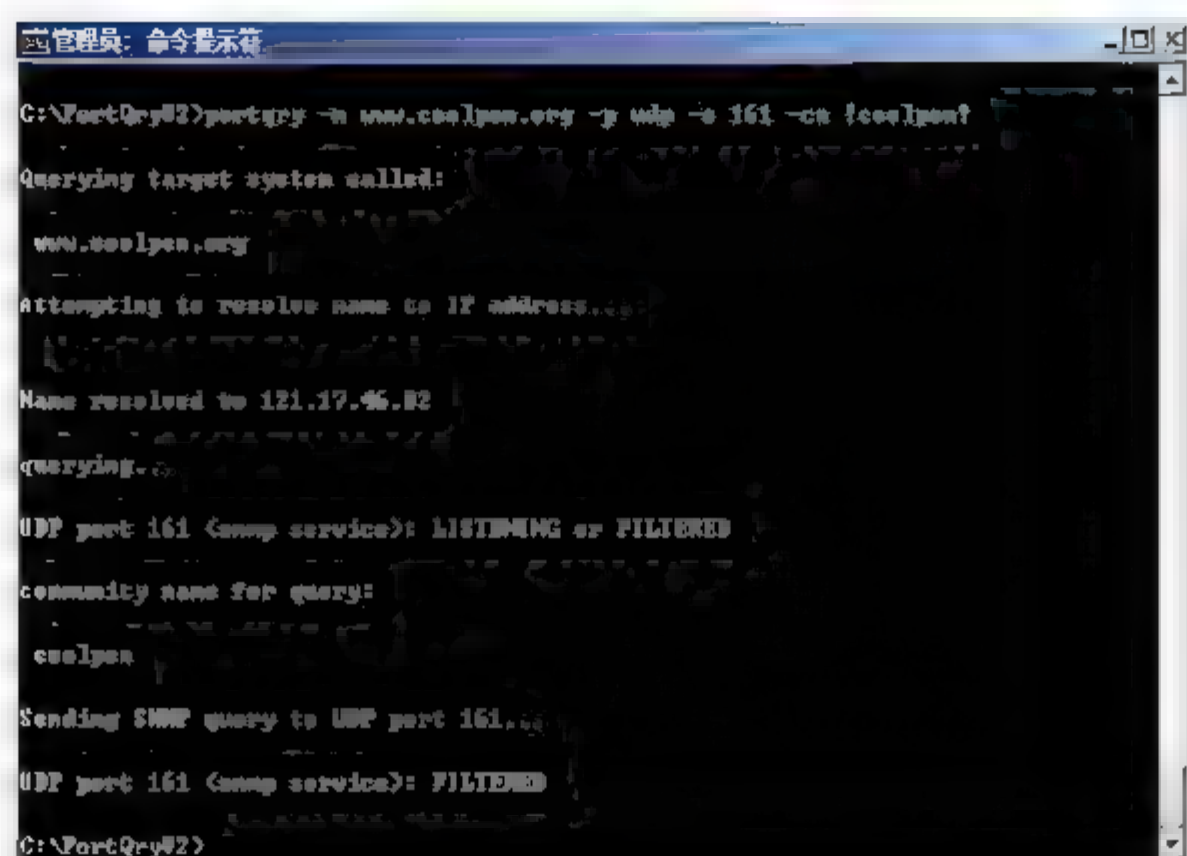 管理员: 命令提示符
C:\PortQryV2>portqry -n www.coolpen.org -p udp -e 161 -cn !coolpen!
Querying target system called:
www.coolpen.org
Attempting to resolve name to IP address...
Name resolved to 121.17.46.82
querying...
UDP port 161 (snmp service): LISTENING or FILTERED
community name for query:
coolpen
Sending SNMP query to UDP port 161...
UDP port 161 (snmp service): FILTERED
C:\PortQryV2>